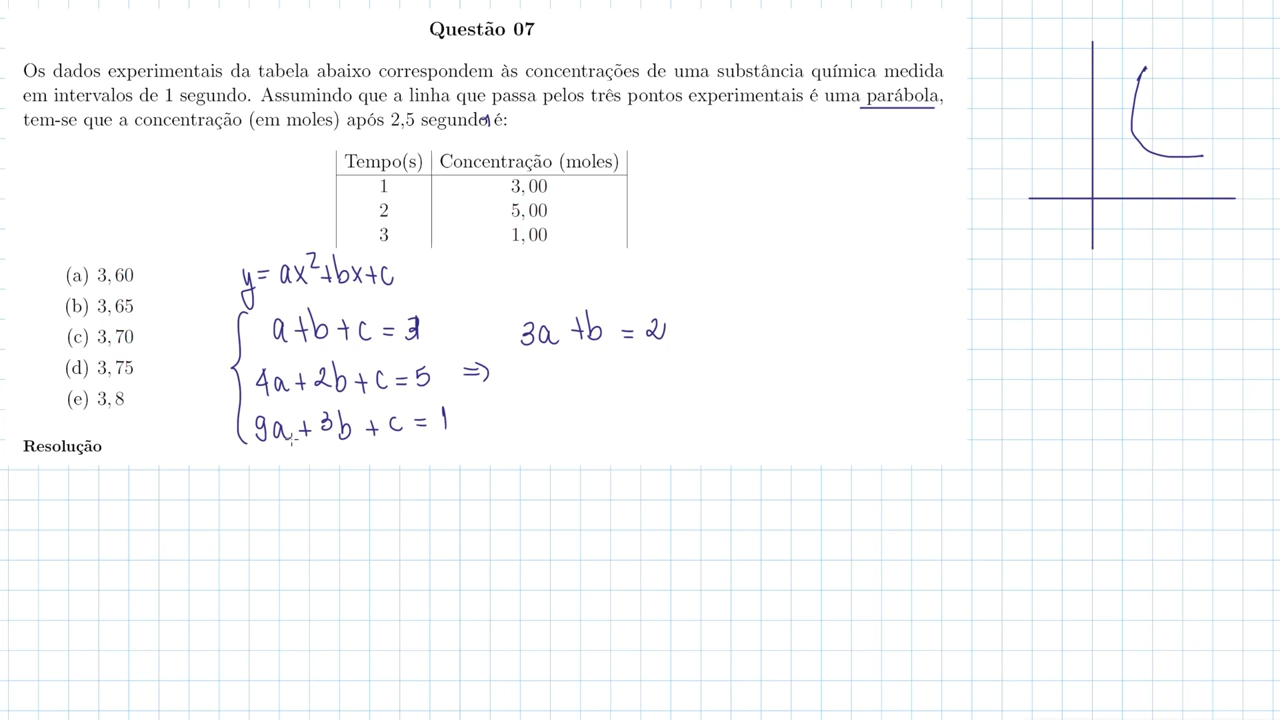 Questão 07
Os dados experimentais da tabela abaixo correspondem às concentrações de uma substância química medida
em intervalos de 1 segundo. Assumindo que a linha que passa pelos três pontos experimentais é uma parábola,
tem-se que a concentração (em moles) após 2,5 segundos é:
Tempo(s) Concentração (moles)
1 3,00
2 5,00
3 1,00
(a) 3,60
(b) 3,65
(c) 3,70
(d) 3,75
(e) 3,8
y = ax²+bx+c
a+b+c = 3
4a+2b+c=5 ⇒
9a+3b+c=1
3a+b = 2
Resolução